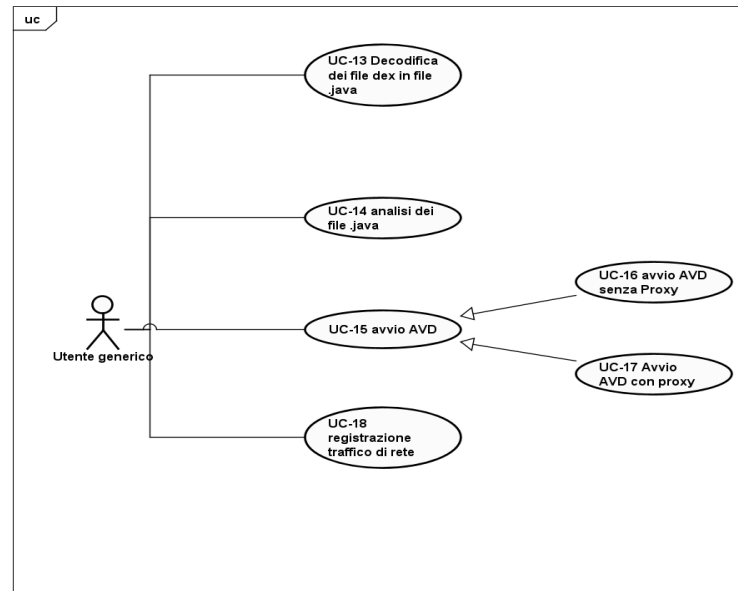 uc
UC-13 Decodifica
dei file dex in file
.java
UC-14 analisi dei
file .java
UC-16 avvio AVD
senza Proxy
UC-15 avvio AVD
Utente generico
UC-17 Avvio
AVD con proxy
UC-18
registrazione
traffico di rete